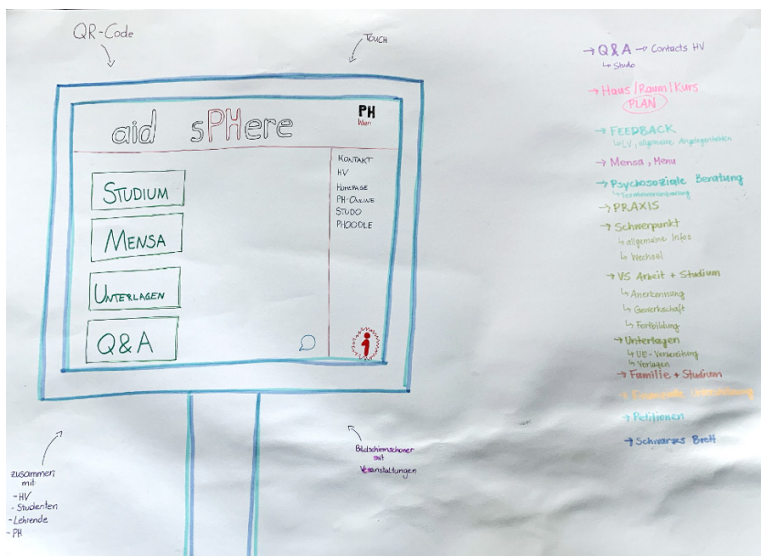 QR-Code
TOUCH
aid sPHere
PH
Wien
STUDIUM
MENSA
UNTERLAGEN
Q&A
KONTAKT
HV
Homepage
PH-Online
STUDO
PHOODLE
i
zusammen
mit:
-HV
-Studenten
-Lehrende
-PH
Bildschirmschoner
mit
Veranstaltungen
→ Q&A → Contacts HV
↳ Studo
→ Haus/Raum/Kurs
PLAN
→ FEEDBACK
↳ LV, allgemeine Angelegenheiten
→ Mensa, Menu
→ Psychosoziale Beratung
→ PRAXIS
→ Schwerpunkt
↳ allgemeine Infos
↳ Wechsel
→ VS Arbeit + Studium
↳ Anerkennung
↳ Gewerkschaft
↳ Fortbildung
→ Unterlagen
↳ UE-Vorbereitung
↳ Vorlagen
→ Familie + Studium
→ Petitionen
→ Schwarzes Brett